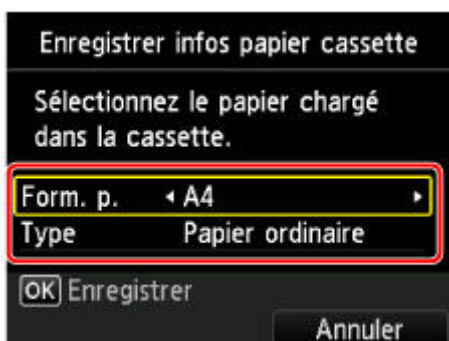 Enregistrer infos papier cassette
Sélectionnez le papier chargé
dans la cassette.
Form. p. A4
Type Papier ordinaire
OK Enregistrer
Annuler